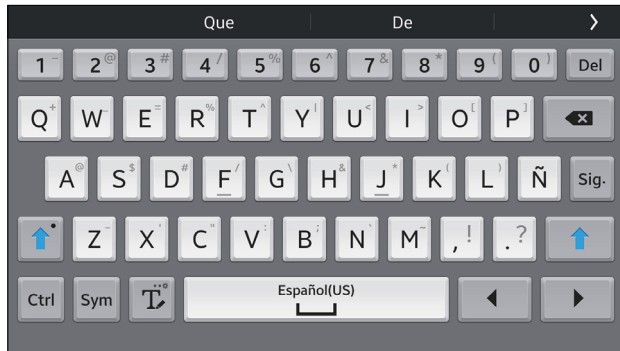 Que De
1 - 2 @ 3 # 4 / 5 % 6 ^ 7 & 8 * 9 ( 0 ) Del
Q + W - E = R % T ^ Y | U < I > O [ P ]
A @ S $ D # F / G \ H & J * K ( L ) Ñ Sig.
Z - X ' C " V : B ; N ` M ~ , ! . ?
Ctrl Sym T Español(US)